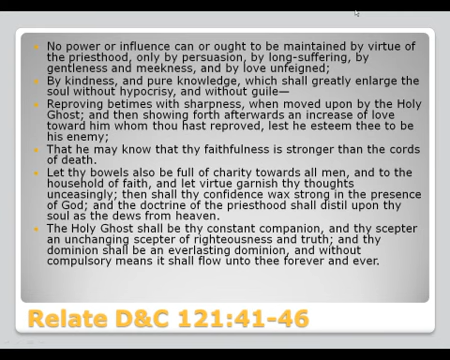 No power or influence can or ought to be maintained by virtue of
the priesthood, only by persuasion, by long-suffering, by
gentleness and meekness, and by love unfeigned;
By kindness, and pure knowledge, which shall greatly enlarge the
soul without hypocrisy, and without guile—
Reproving betimes with sharpness, when moved upon by the Holy
Ghost; and then showing forth afterwards an increase of love
toward him whom thou hast reproved, lest he esteem thee to be
his enemy;
That he may know that thy faithfulness is stronger than the cords
of death.
Let thy bowels also be full of charity towards all men, and to the
household of faith, and let virtue garnish thy thoughts
unceasingly; then shall thy confidence wax strong in the presence
of God; and the doctrine of the priesthood shall distil upon thy
soul as the dews from heaven.
The Holy Ghost shall be thy constant companion, and thy scepter
an unchanging scepter of righteousness and truth; and thy
dominion shall be an everlasting dominion, and without
compulsory means it shall flow unto thee forever and ever.
Relate D&C 121:41-46